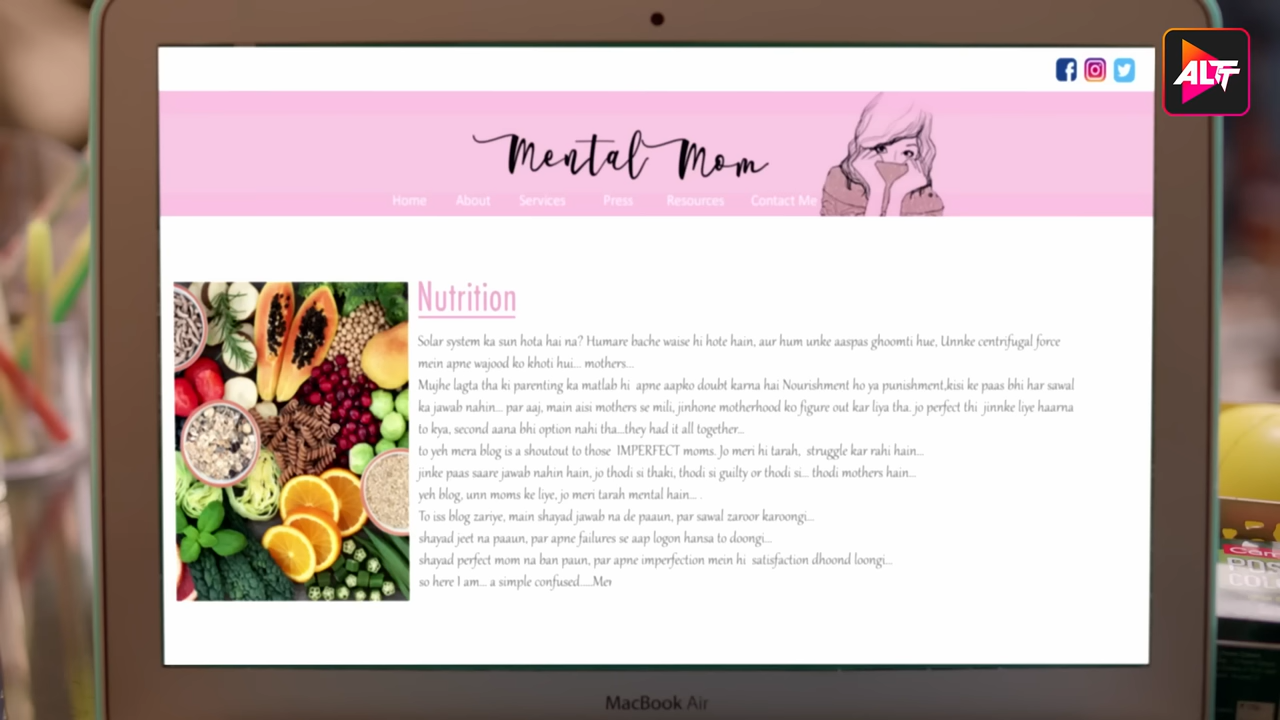 ALTT
Mental Mom
Home About Services Press Resources Contact Me
Nutrition
Solar system ka sun hota hai na? Humare bache waise hi hote hain, aur hum unke aaspas ghoomti hue, Unnke centrifugal force
mein apne wajood ko khoti hui... mothers...
Mujhe lagta tha ki parenting ka matlab hi apne aapko doubt karna hai Nourishment ho ya punishment,kisi ke paas bhi har sawal
ka jawab nahin... par aaj, main aisi mothers se mili, jinhone motherhood ko figure out kar liya tha. jo perfect thi jinnke liye haarna
to kya, second aana bhi option nahi tha...they had it all together...
to yeh mera blog is a shoutout to those IMPERFECT moms. Jo meri hi tarah, struggle kar rahi hain...
jinke paas saare jawab nahin hain, jo thodi si thaki, thodi si guilty or thodi si... thodi mothers hain...
yeh blog, unn moms ke liye, jo meri tarah mental hain... .
To iss blog zariye, main shayad jawab na de paaun, par sawal zaroor karoongi...
shayad jeet na paaun, par apne failures se aap logon hansa to doongi...
shayad perfect mom na ban paun, par apne imperfection mein hi satisfaction dhoond loongi...
so here I am... a simple confused.....Mer
MacBook Air